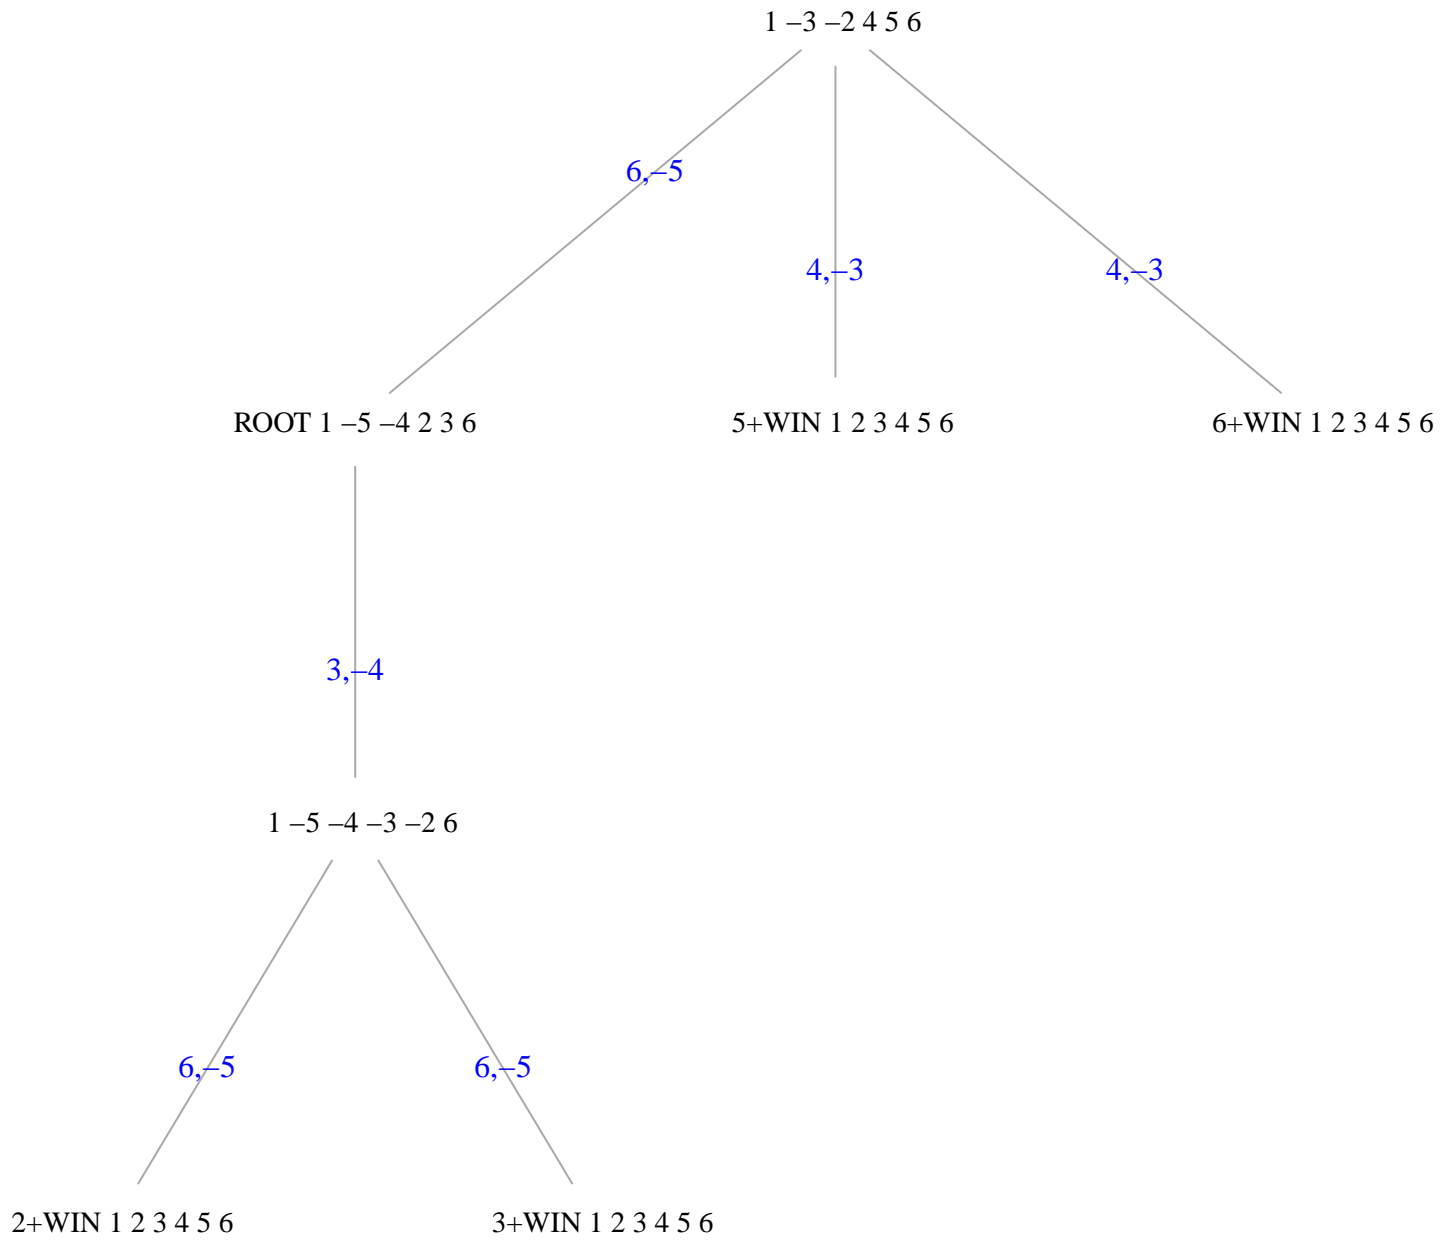 1 –3 –2 4 5 6
6,–5
4,–3
4,–3
ROOT 1 –5 –4 2 3 6
5+WIN 1 2 3 4 5 6
6+WIN 1 2 3 4 5 6
3,–4
1 –5 –4 –3 –2 6
6,–5
6,–5
2+WIN 1 2 3 4 5 6
3+WIN 1 2 3 4 5 6